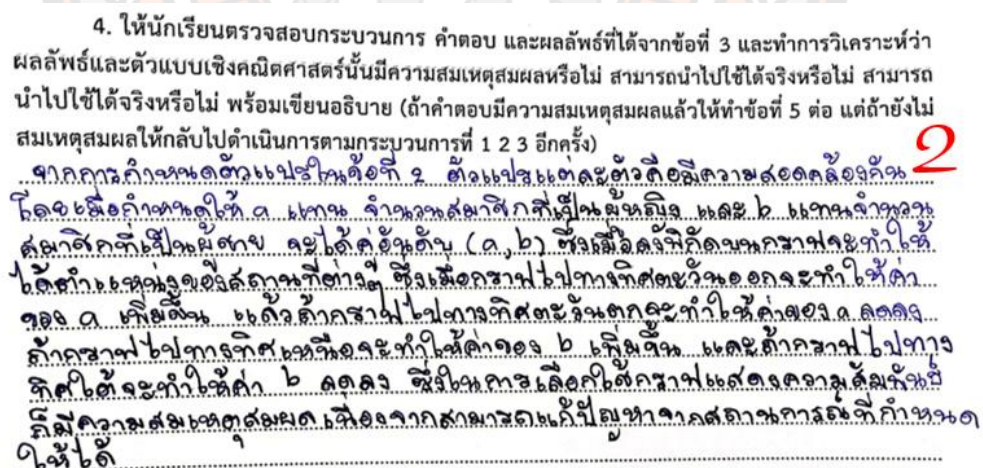 4. ให้นักเรียนตรวจสอบกระบวนการ คำตอบ และผลลัพธ์ที่ได้จากข้อที่ 3 และทำการวิเคราะห์ว่า
ผลลัพธ์และตัวแบบเชิงคณิตศาสตร์นั้นมีความสมเหตุสมผลหรือไม่ สามารถนำไปใช้ได้จริงหรือไม่ สามารถ
นำไปใช้ได้จริงหรือไม่ พร้อมเขียนอธิบาย (ถ้าคำตอบมีความสมเหตุสมผลแล้วให้ทำข้อที่ 5 ต่อ แต่ถ้ายังไม่
สมเหตุสมผลให้กลับไปดำเนินการตามกระบวนการที่ 1 2 3 อีกครั้ง)
2
จากการกำหนดตัวแปรในข้อที่ 2 ตัวแปรแต่ละตัวคือมีความสอดคล้องกัน
โดยเมื่อกำหนดให้ a แทน จำนวนสมาชิกที่เป็นผู้หญิง และ b แทนจำนวน
สมาชิกที่เป็นผู้ชาย จะได้คู่อันดับ (a,b) ซึ่งเมื่อลงพิกัดบนกราฟจะทำให้
ได้ตำแหน่งของสถานที่ต่างๆ ซึ่งเมื่อกราฟไปทางทิศตะวันออกจะทำให้ค่า
ของ a เพิ่มขึ้น แล้วถ้ากราฟไปทางทิศตะวันตกจะทำให้ค่าของ a ลดลง
ถ้ากราฟไปทางทิศเหนือจะทำให้ค่าของ b เพิ่มขึ้น และถ้ากราฟไปทาง
ทิศใต้จะทำให้ค่า b ลดลง ซึ่งในการเลือกใช้กราฟแสดงความสัมพันธ์
ก็มีความสมเหตุสมผล เนื่องจากสามารถแก้ปัญหาจากสถานการณ์ที่กำหนด
ให้ได้